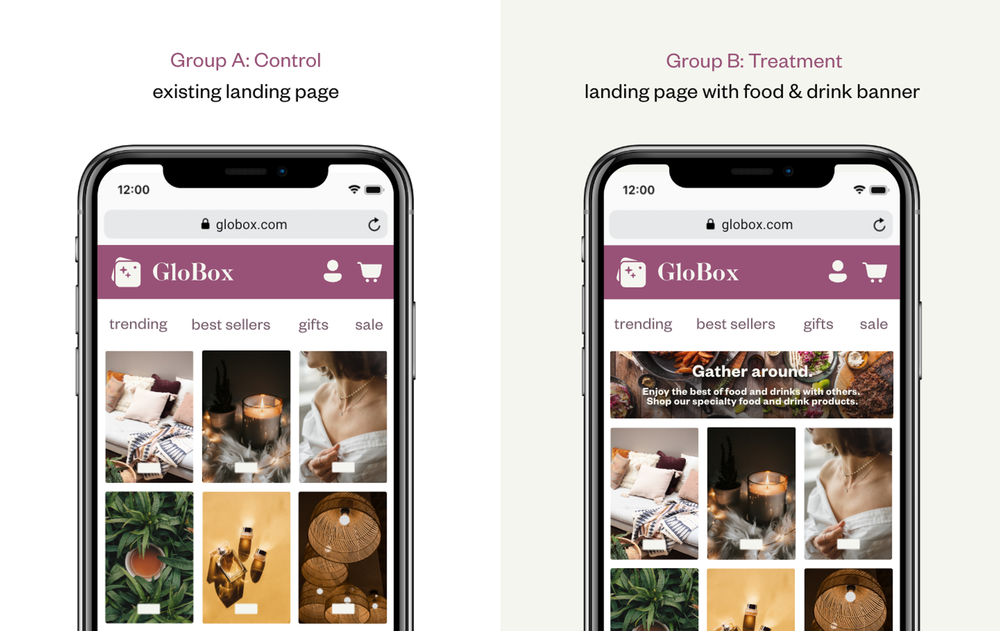 Group A: Control
existing landing page
12:00
globox.com
GloBox
trending best sellers gifts sale
Group B: Treatment
landing page with food & drink banner
12:00
globox.com
GloBox
trending best sellers gifts sale
Gather around.
Enjoy the best of food and drinks with others.
Shop our specialty food and drink products.